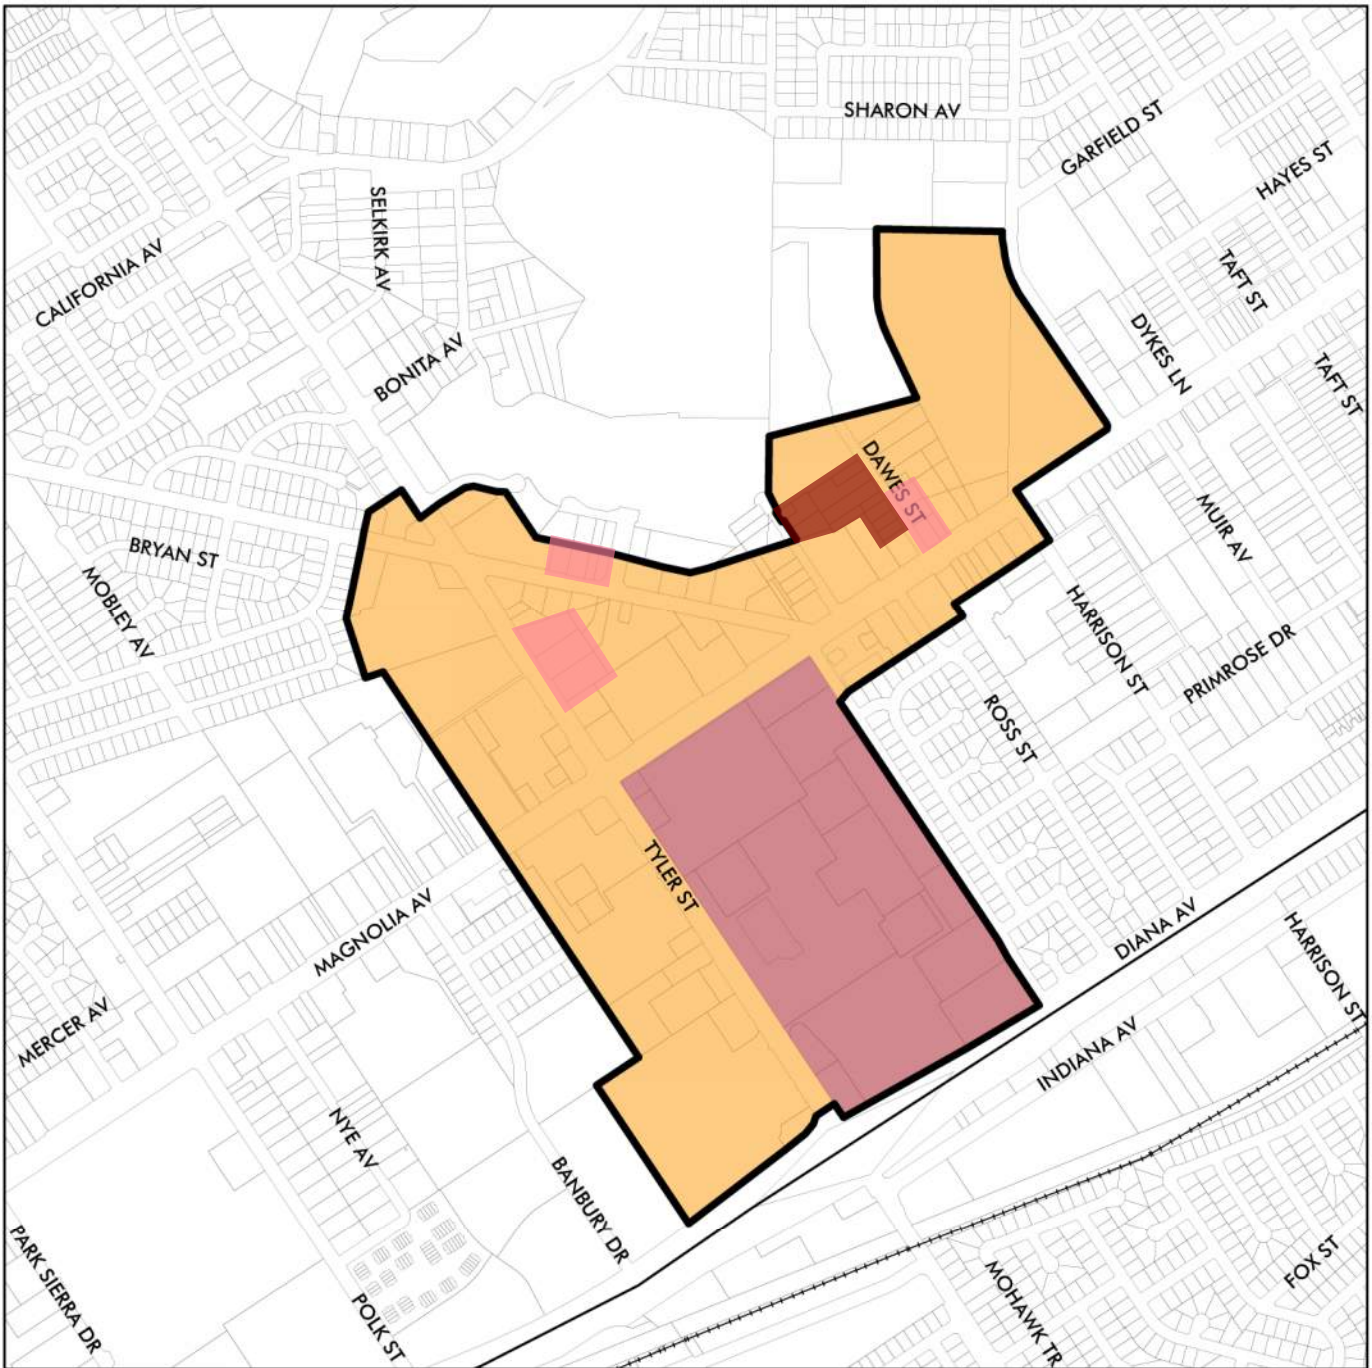 SHARON AV
GARFIELD ST
HAYES ST
SELKIRK AV
CALIFORNIA AV
TAFT ST
DYKES LN
BONITA AV
TAFT ST
DAWES ST
MUIR AV
BRYAN ST
MOBLEY AV
HARRISON ST
PRIMROSE DR
ROSS ST
TYLER ST
MAGNOLIA AV
DIANA AV
HARRISON ST
MERCER AV
INDIANA AV
NYE AV
BANBURY DR
PARK SIERRA DR
POLK ST
MOHAWK TR
FOX ST